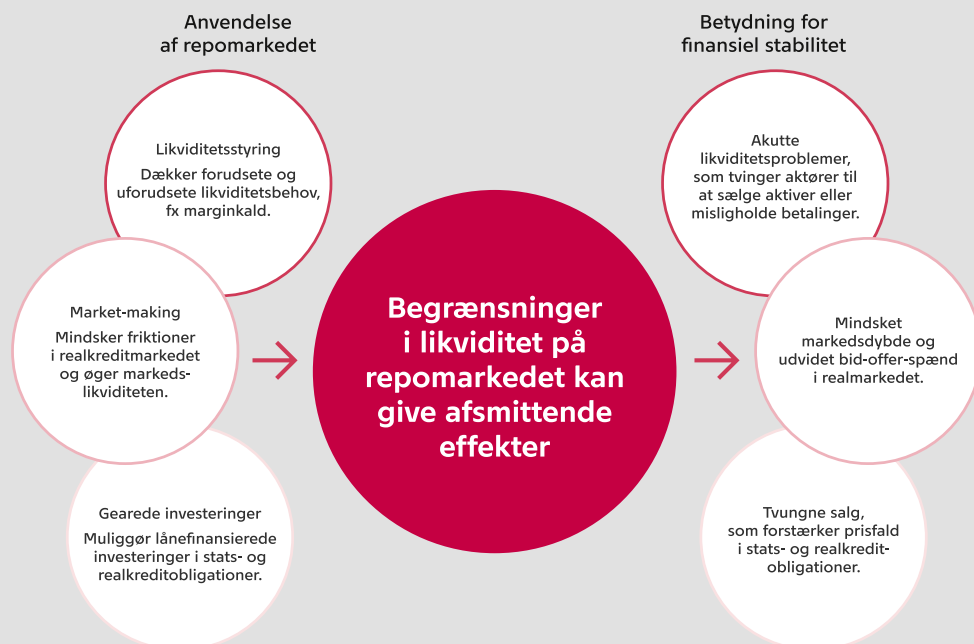 Anvendelse
af repomarkedet
Likviditetsstyring
Dækker forudsete og
uforudsete likviditetsbehov,
fx marginkald.
Market-making
Mindsker friktioner
i realkreditmarkedet
og øger markeds-
likviditeten.
Gearede investeringer
Muliggør lånefinansierede
investeringer i stats- og
realkreditobligationer.
Begrænsninger
i likviditet på
repomarkedet kan
give afsmittende
effekter
Betydning for
finansiel stabilitet
Akutte
likviditetsproblemer,
som tvinger aktører til
at sælge aktiver eller
misligholde betalinger.
Mindsket
markedsdybde og
udvidet bid-offer-spænd
i realmarkedet.
Tvungne salg,
som forstærker prisfald
i stats- og realkredit-
obligationer.